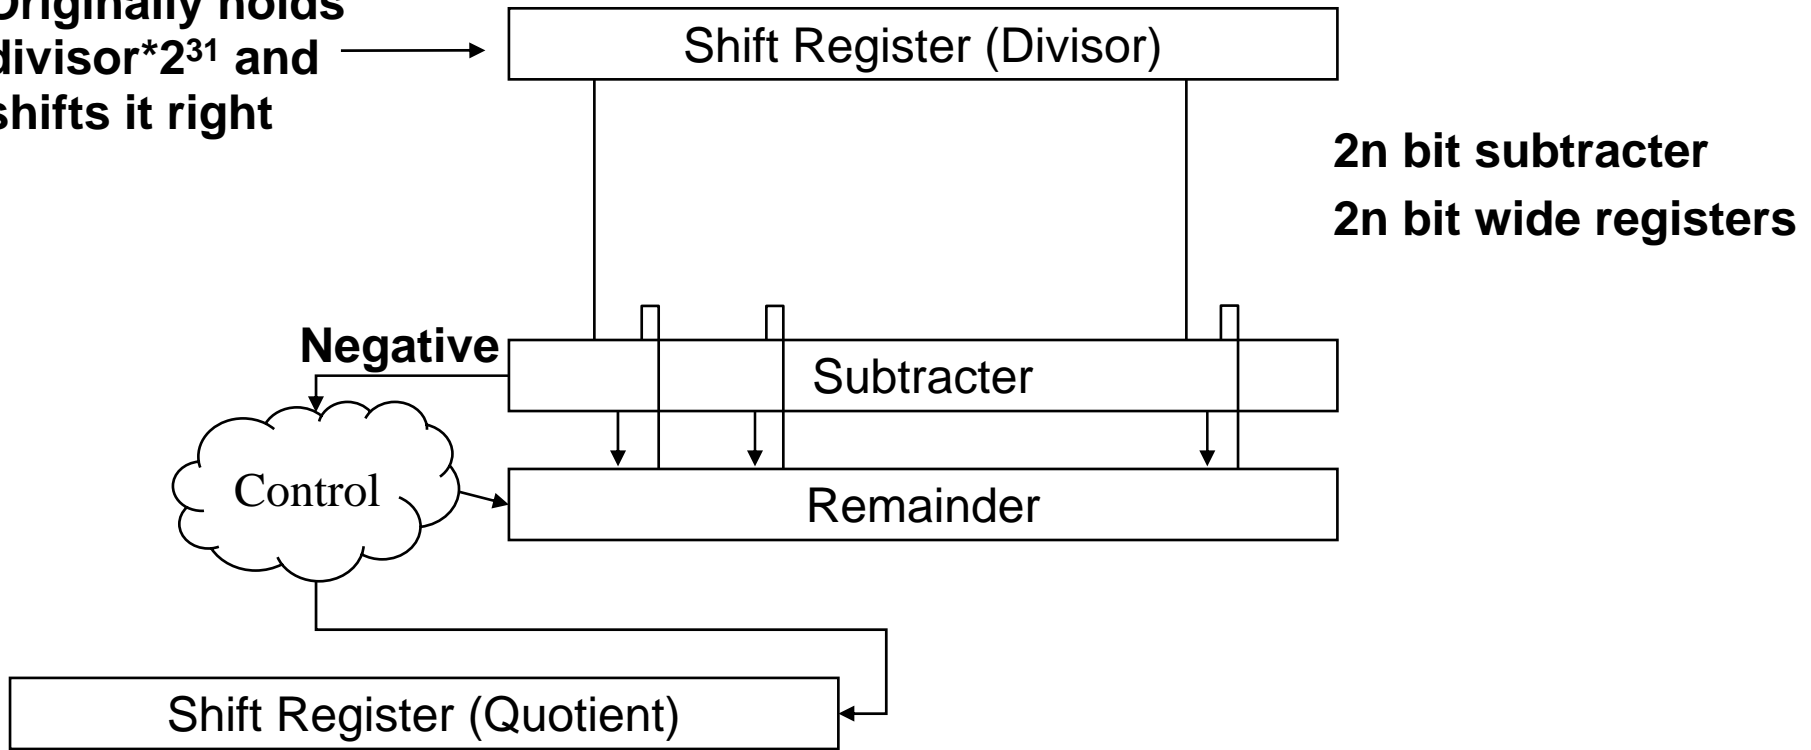 Originally holds
divisor*2³¹ and
shifts it right
Shift Register (Divisor)
2n bit subtracter
2n bit wide registers
Negative
Subtracter
Control
Remainder
Shift Register (Quotient)